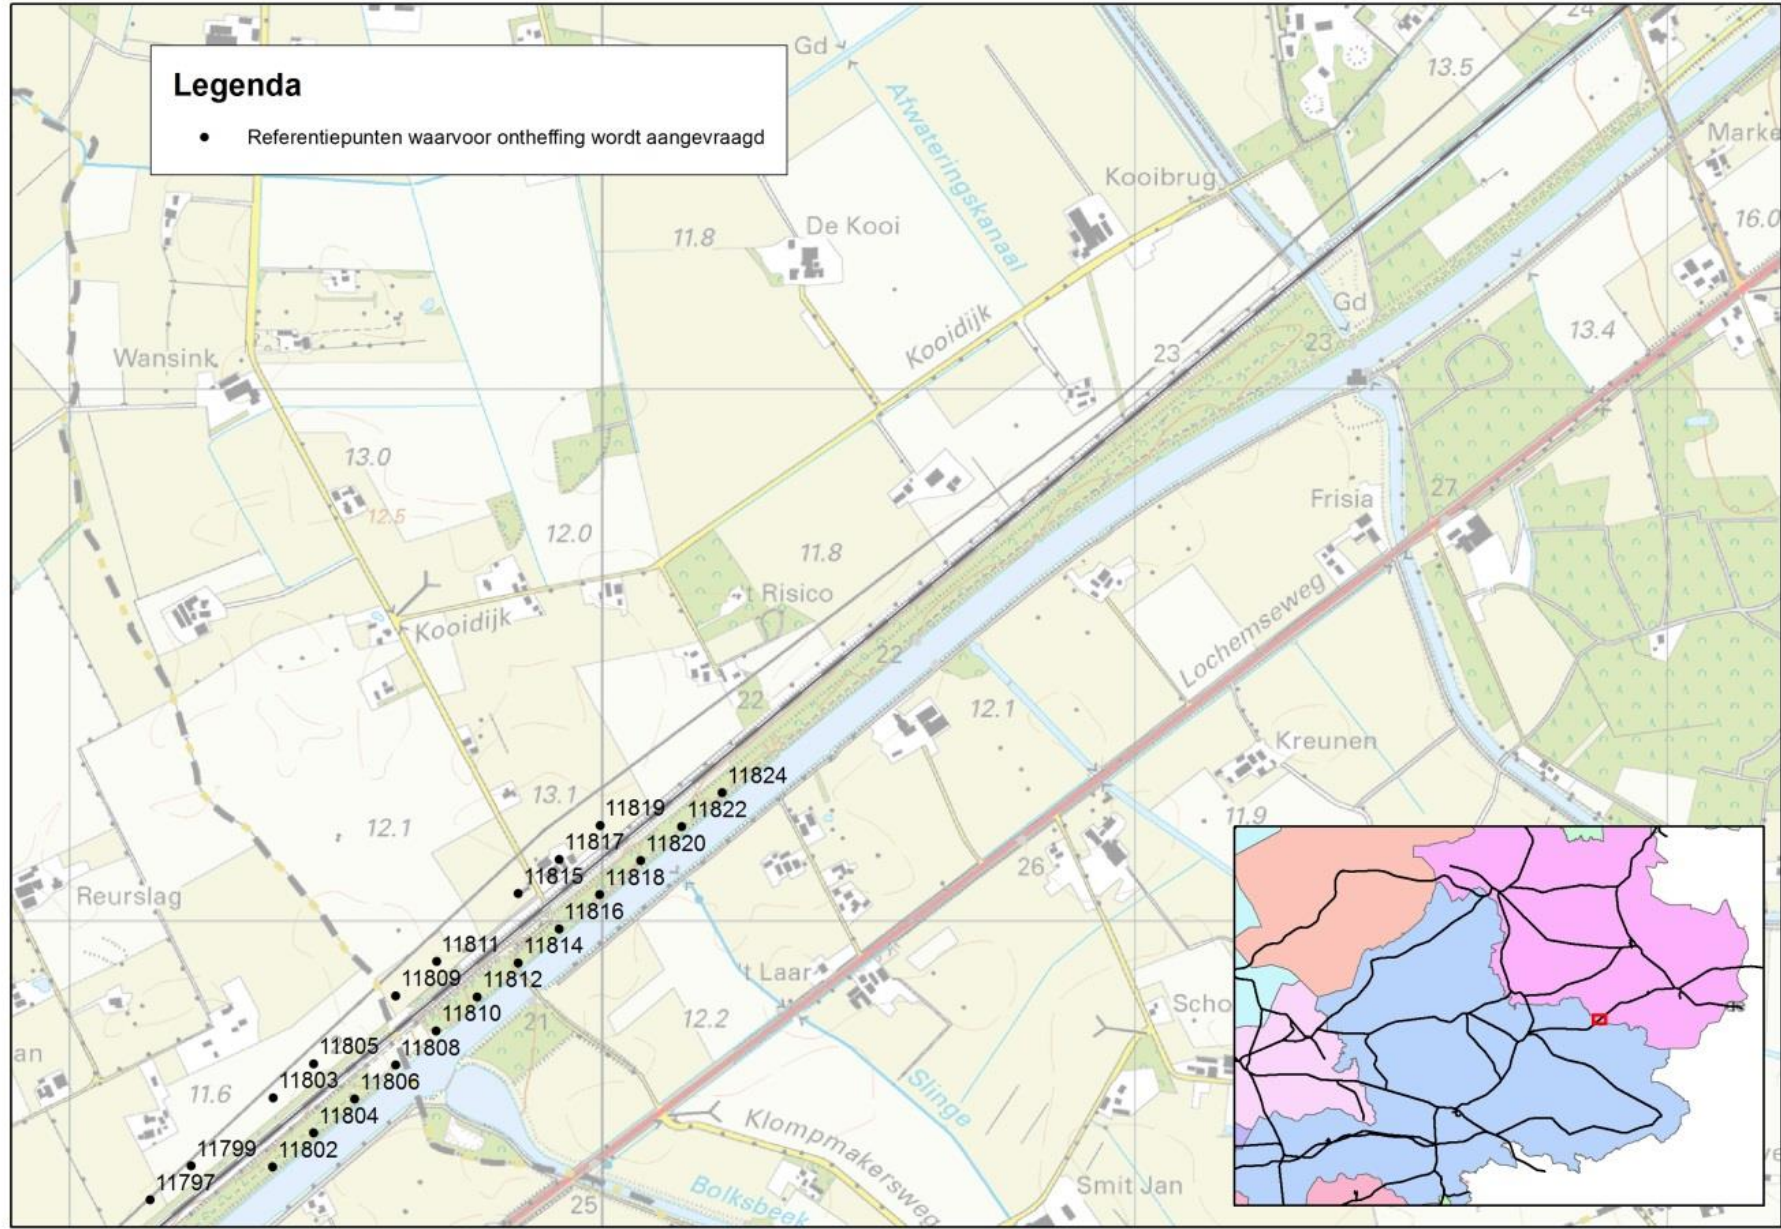 Legenda
Referentiepunten waarvoor ontheffing wordt aangevraagd
24
Gd
13.5
Marke
Afwateringskanaal
Kooibrug
16.0
De Kooi
11.8
Gd
Kooidijk
23
23
13.4
Wansink
13.0
12.5
Frisia
27
12.0
11.8
't Risico
Kooidijk
Lochemseweg
22
22
12.1
Kreunen
13.1
12.1
11.9
11824
11819
11822
11817
11820
11815
11818
26
Reurslag
11816
11811
11814
't Laar
11809
11812
11810
21
12.2
Scho
11805
11808
an
11803
11806
11.6
11804
Slinge
11799
11802
Klompmakersweg
11797
Bolksbeek
Smit Jan
25